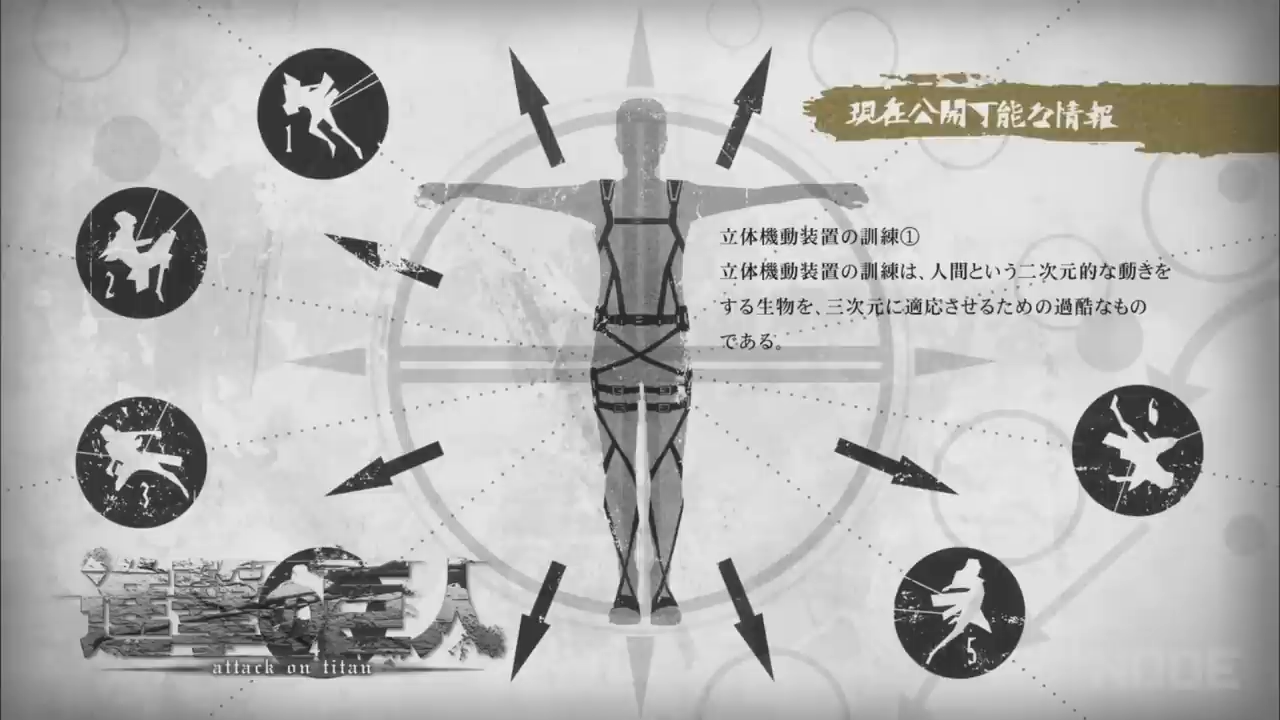 現在公開可能な情報
立体機動装置の訓練①
立体機動装置の訓練は、人間という二次元的な動きを
する生物を、三次元に適応させるための過酷なもの
である。
進撃の巨人
attack on titan
5